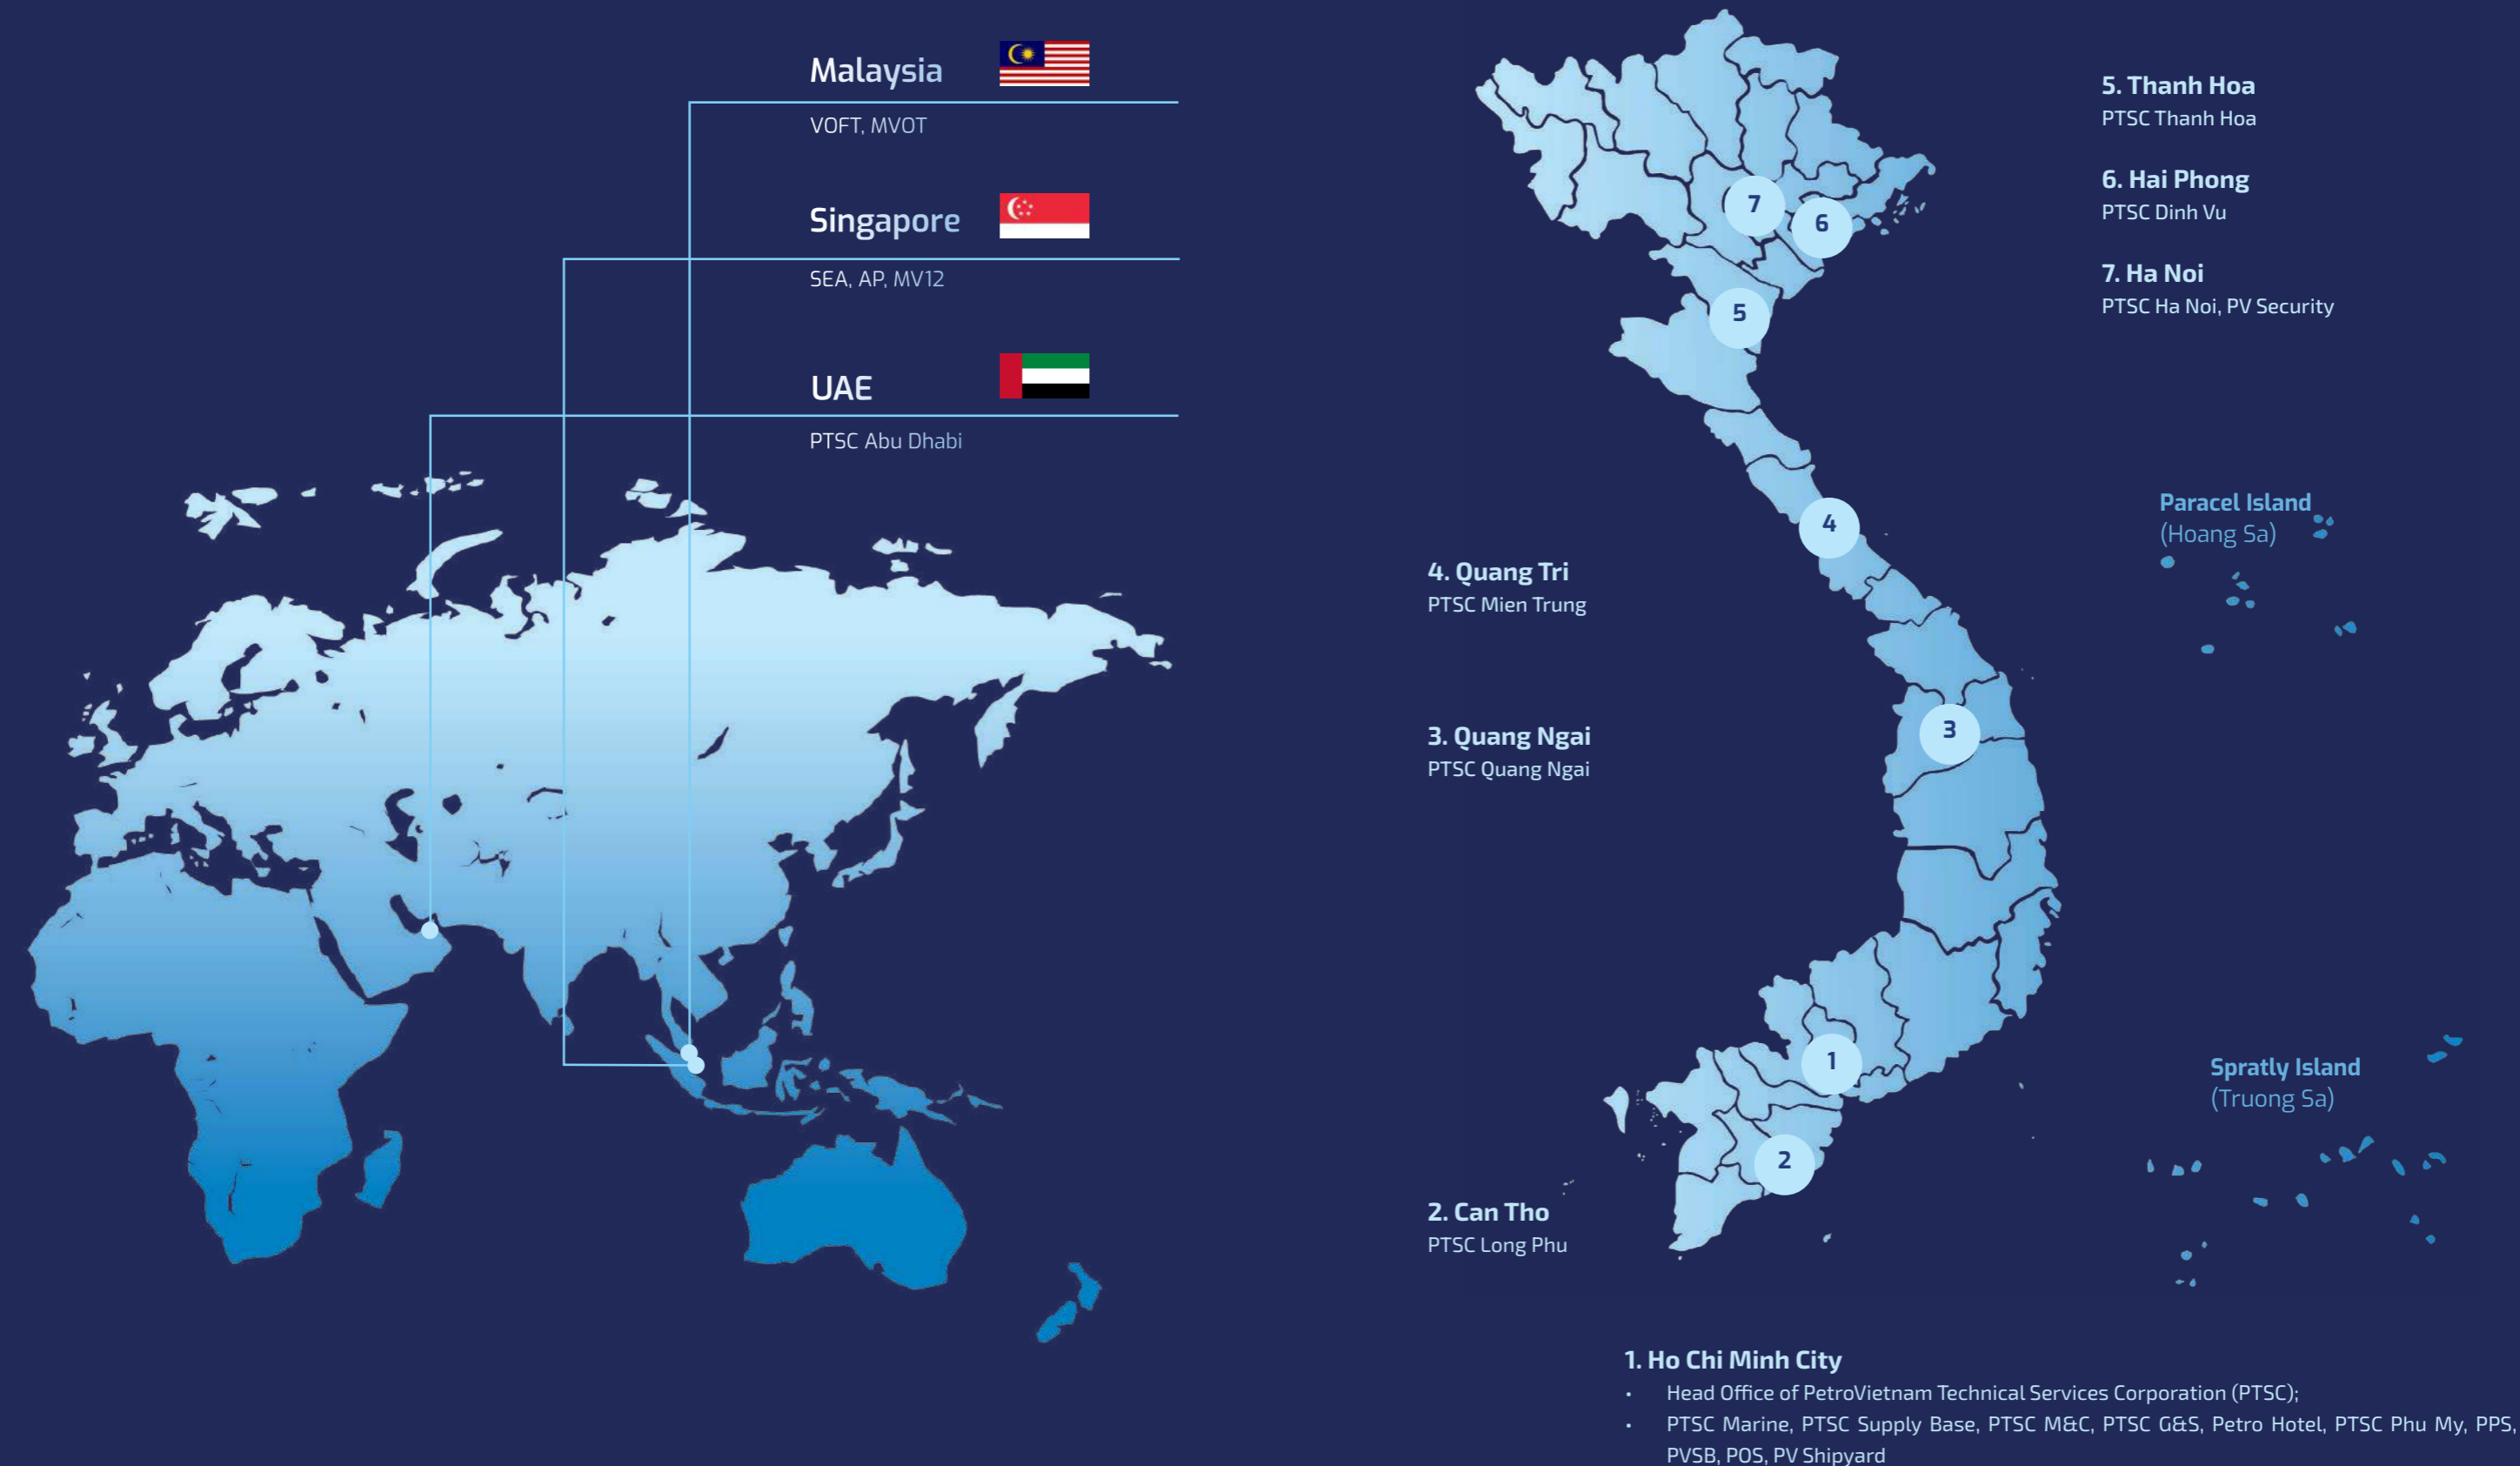 Malaysia
VOFT, MVOT
Singapore
SEA, AP, MV12
UAE
PTSC Abu Dhabi
5. Thanh Hoa
PTSC Thanh Hoa
6. Hai Phong
PTSC Dinh Vu
7. Ha Noi
PTSC Ha Noi, PV Security
7
6
5
4
3
1
2
Paracel Island
(Hoang Sa)
4. Quang Tri
PTSC Mien Trung
3. Quang Ngai
PTSC Quang Ngai
Spratly Island
(Truong Sa)
2. Can Tho
PTSC Long Phu
1. Ho Chi Minh City
• Head Office of PetroVietnam Technical Services Corporation (PTSC);
• PTSC Marine, PTSC Supply Base, PTSC M&C, PTSC G&S, Petro Hotel, PTSC Phu My, PPS,
PVSB, POS, PV Shipyard